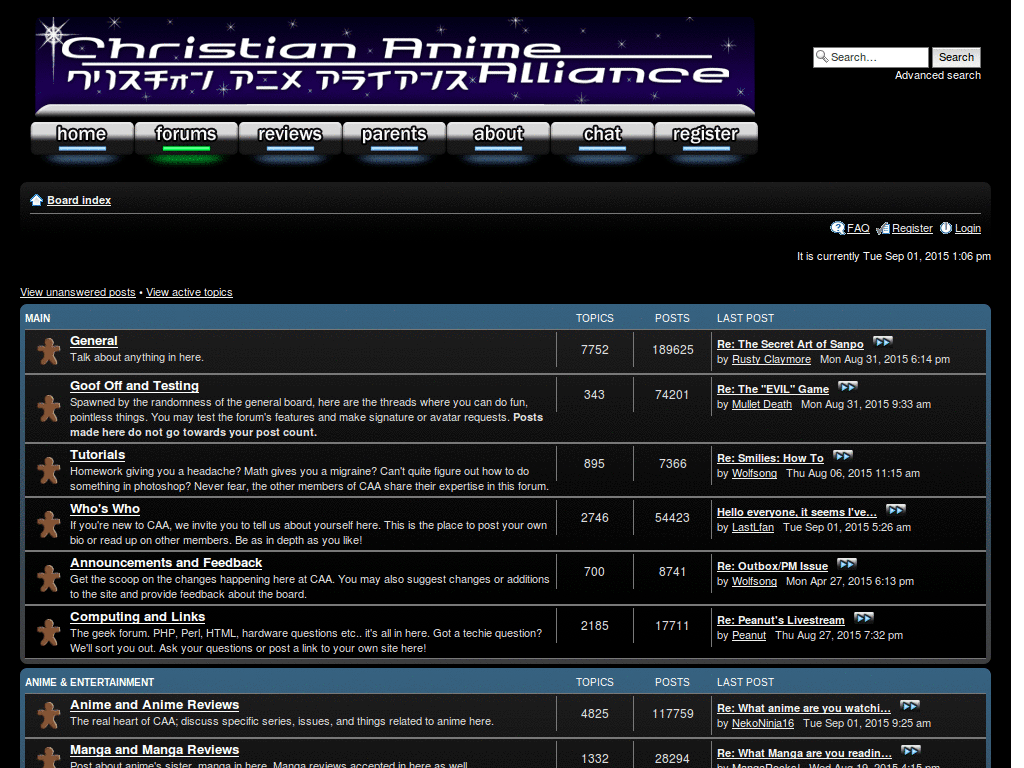 Christian Anime
クリスチャン アニメ アライアンス Alliance
Search…
Search
Advanced search
home
forums
reviews
parents
about
chat
register
Board index
FAQ
Register
Login
It is currently Tue Sep 01, 2015 1:06 pm
View unanswered posts • View active topics
MAIN TOPICS POSTS LAST POST
General
Talk about anything in here.
7752
189625
Re: The Secret Art of Sanpo
by Rusty Claymore Mon Aug 31, 2015 6:14 pm
Goof Off and Testing
Spawned by the randomness of the general board, here are the threads where you can do fun,
pointless things. You may test the forum's features and make signature or avatar requests. Posts
made here do not go towards your post count.
343
74201
Re: The "EVIL" Game
by Mullet Death Mon Aug 31, 2015 9:33 am
Tutorials
Homework giving you a headache? Math gives you a migraine? Can't quite figure out how to do
something in photoshop? Never fear, the other members of CAA share their expertise in this forum.
895
7366
Re: Smilies: How To
by Wolfsong Thu Aug 06, 2015 11:15 am
Who's Who
If you're new to CAA, we invite you to tell us about yourself here. This is the place to post your own
bio or read up on other members. Be as in depth as you like!
2746
54423
Hello everyone, it seems I've…
by LastLfan Tue Sep 01, 2015 5:26 am
Announcements and Feedback
Get the scoop on the changes happening here at CAA. You may also suggest changes or additions
to the site and provide feedback about the board.
700
8741
Re: Outbox/PM Issue
by Wolfsong Mon Apr 27, 2015 6:13 pm
Computing and Links
The geek forum. PHP, Perl, HTML, hardware questions etc.. it's all in here. Got a techie question?
We'll sort you out. Ask your questions or post a link to your own site here!
2185
17711
Re: Peanut's Livestream
by Peanut Thu Aug 27, 2015 7:32 pm
ANIME & ENTERTAINMENT TOPICS POSTS LAST POST
Anime and Anime Reviews
The real heart of CAA; discuss specific series, issues, and things related to anime here.
4825
117759
Re: What anime are you watchi…
by NekoNinja16 Tue Sep 01, 2015 9:25 am
Manga and Manga Reviews
Post about anime's sister, manga in here. Manga reviews accepted in here as well.
1332
28294
Re: What Manga are you readin…
by MangaRocks! Wed Aug 19, 2015 4:15 pm